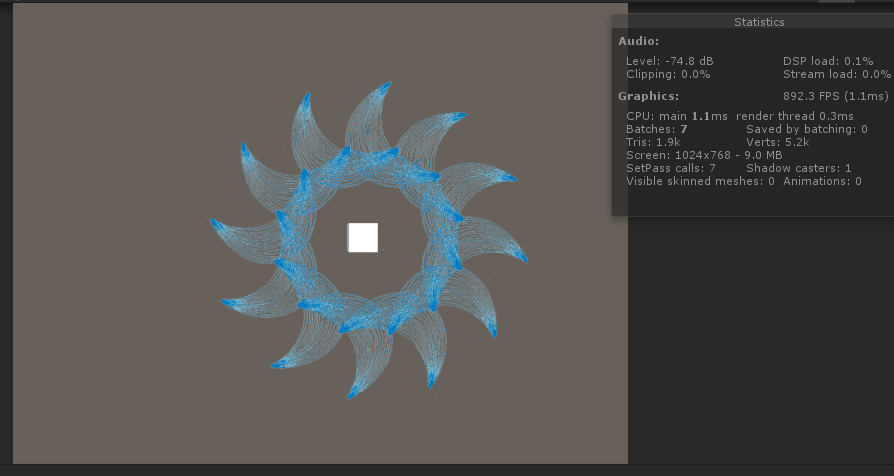 Statistics
Audio:
Level: -74.8 dB DSP load: 0.1%
Clipping: 0.0% Stream load: 0.0%
Graphics: 892.3 FPS (1.1ms)
CPU: main 1.1ms render thread 0.3ms
Batches: 7 Saved by batching: 0
Tris: 1.9k Verts: 5.2k
Screen: 1024x768 - 9.0 MB
SetPass calls: 7 Shadow casters: 1
Visible skinned meshes: 0 Animations: 0